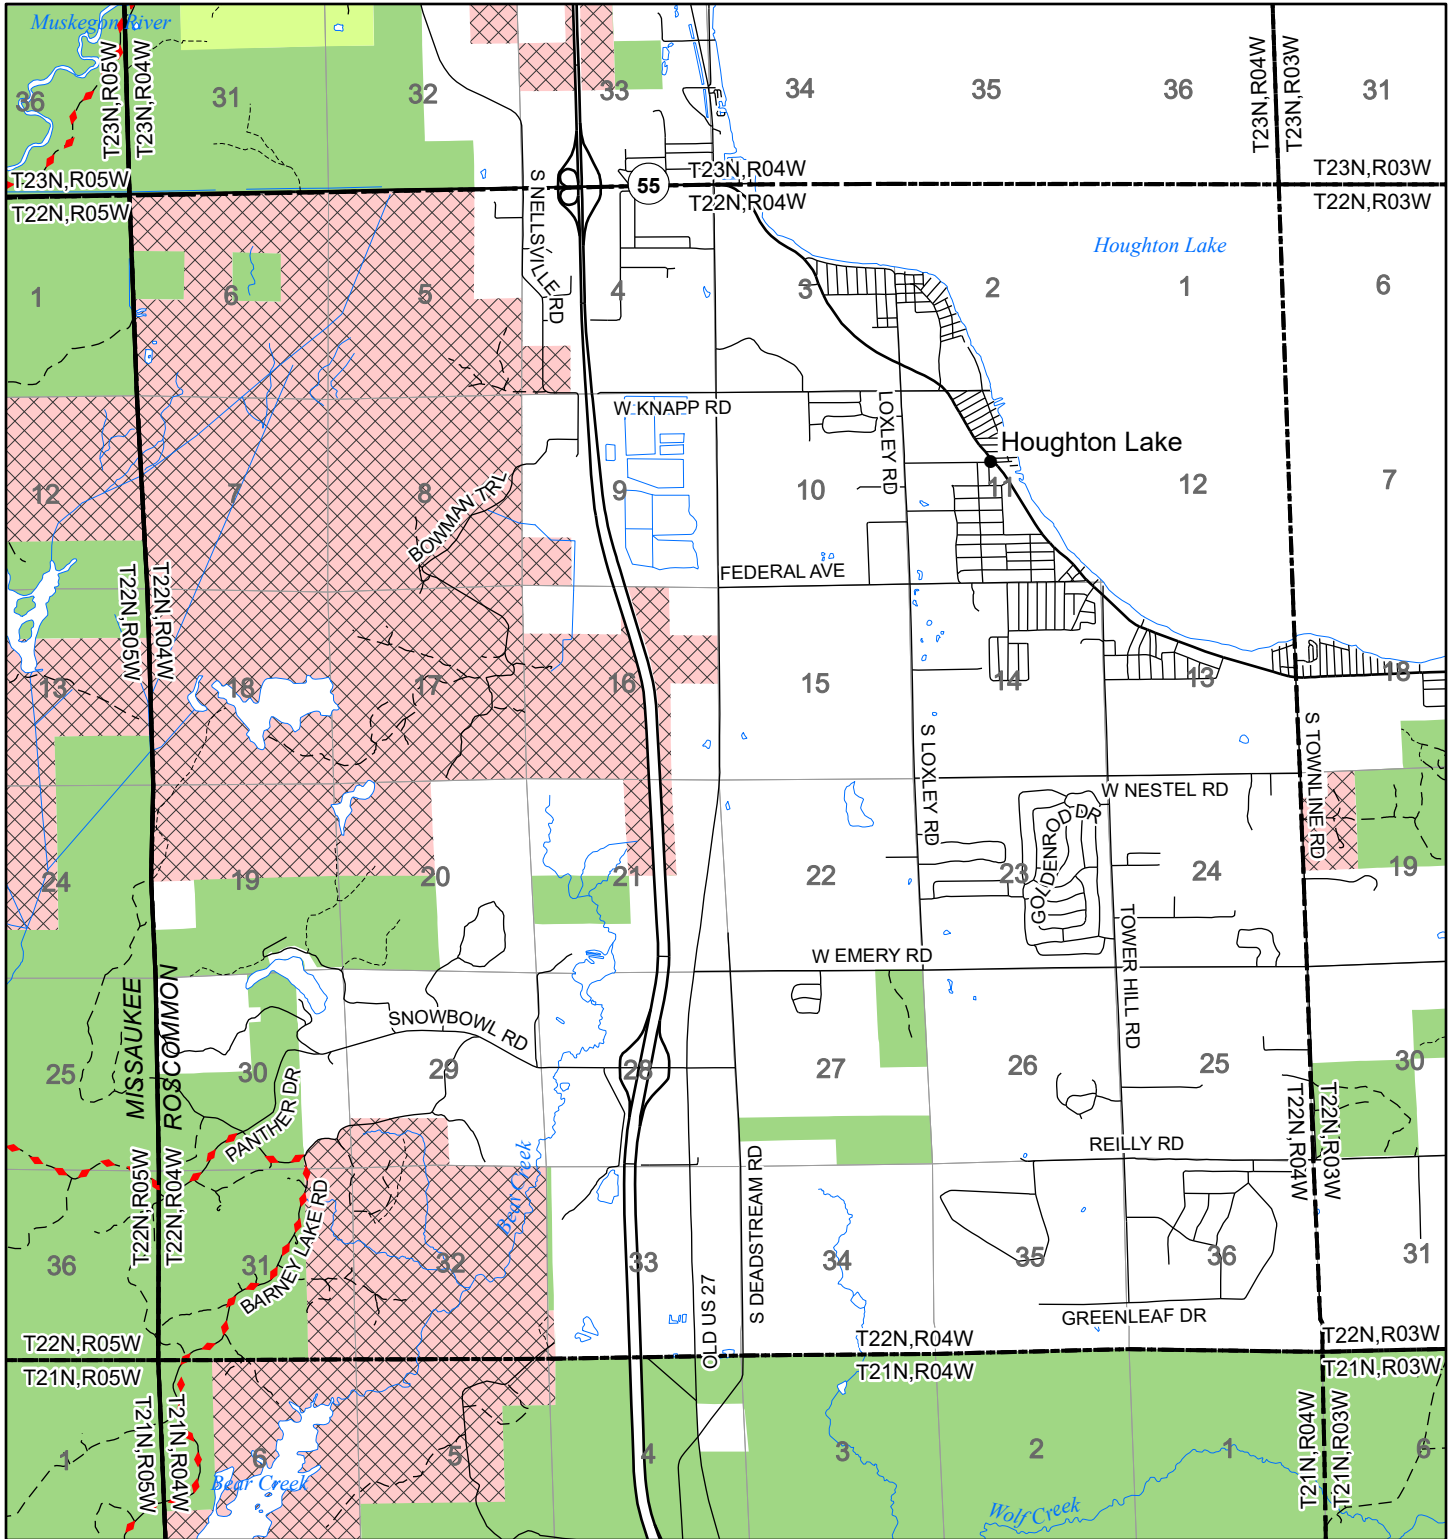 Muskegon River
T23N,R05W
T23N,R04W
T23N,R04W
T23N,R03W
36
31
32
33
34
35
36
31
T23N,R05W
T22N,R05W
55
T23N,R04W
T22N,R04W
T23N,R03W
T22N,R03W
S NELLSVILLE RD
Houghton Lake
1
6
5
4
3
2
1
6
W KNAPP RD
LOXLEY RD
Houghton Lake
12
7
8
9
10
11
12
7
BOWMAN TRL
FEDERAL AVE
T22N,R05W
T22N,R04W
13
18
17
16
15
14
13
18
S LOXLEY RD
S TOWNLINE RD
W NESTEL RD
GOLDENROD DR
24
19
20
21
22
23
24
19
TOWER HILL RD
W EMERY RD
MISSAUKEE
ROSCOMMON
SNOWBOWL RD
25
30
29
28
27
26
25
30
PANTHER DR
T22N,R04W
T22N,R03W
REILLY RD
T22N,R05W
T22N,R04W
BARNEY LAKE RD
Bear Creek
S DEADSTREAM RD
36
31
32
33
34
35
36
31
OLD US 27
GREENLEAF DR
T22N,R05W
T21N,R05W
T22N,R04W
T21N,R04W
T22N,R03W
T21N,R03W
T21N,R05W
T21N,R04W
T21N,R04W
T21N,R03W
1
6
5
4
3
2
1
6
Bear Creek
Wolf Creek